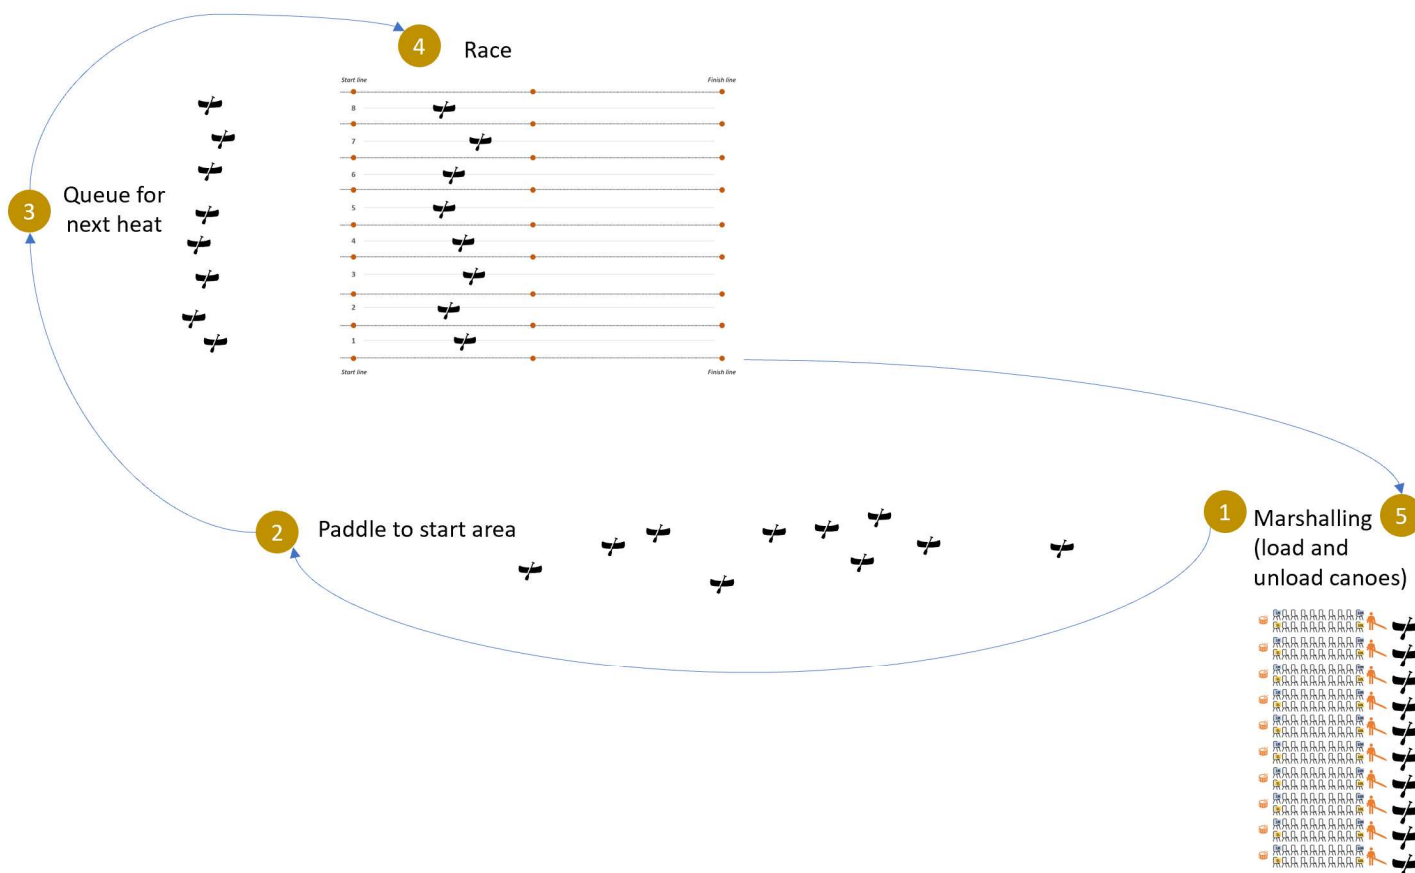 4
Race
Start line
Finish line
8
7
3
Queue for
next heat
6
5
4
3
2
1
Start line
Finish line
2
Paddle to start area
1
Marshalling
(load and
unload canoes)
5